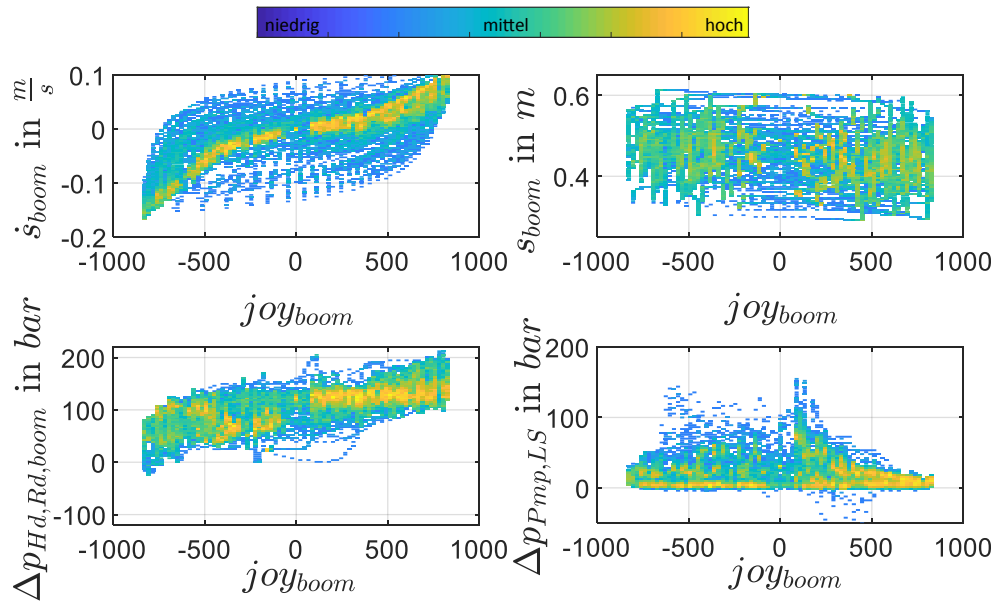 niedrig mittel hoch
ṡ_boom in m/s
0.1
0
-0.1
-0.2
-1000 -500 0 500 1000
joy_boom
s_boom in m
0.6
0.4
-1000 -500 0 500 1000
joy_boom
Δp_Hd,Rd,boom in bar
200
100
0
-100
-1000 -500 0 500 1000
joy_boom
Δp_Pmp,LS in bar
200
100
0
-1000 -500 0 500 1000
joy_boom